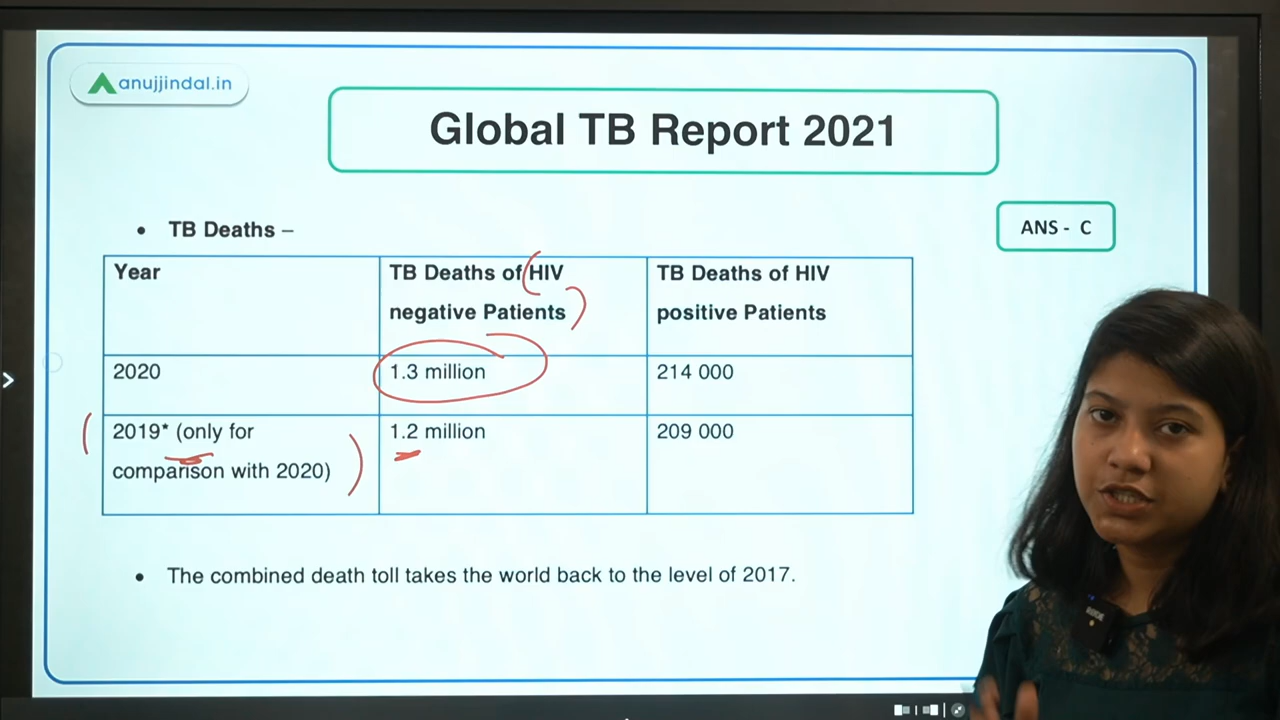 anujjindal.in
Global TB Report 2021
• TB Deaths –
ANS - C
Year
TB Deaths of HIV
negative Patients
TB Deaths of HIV
positive Patients
2020
1.3 million
214 000
2019* (only for
comparison with 2020)
1.2 million
209 000
• The combined death toll takes the world back to the level of 2017.